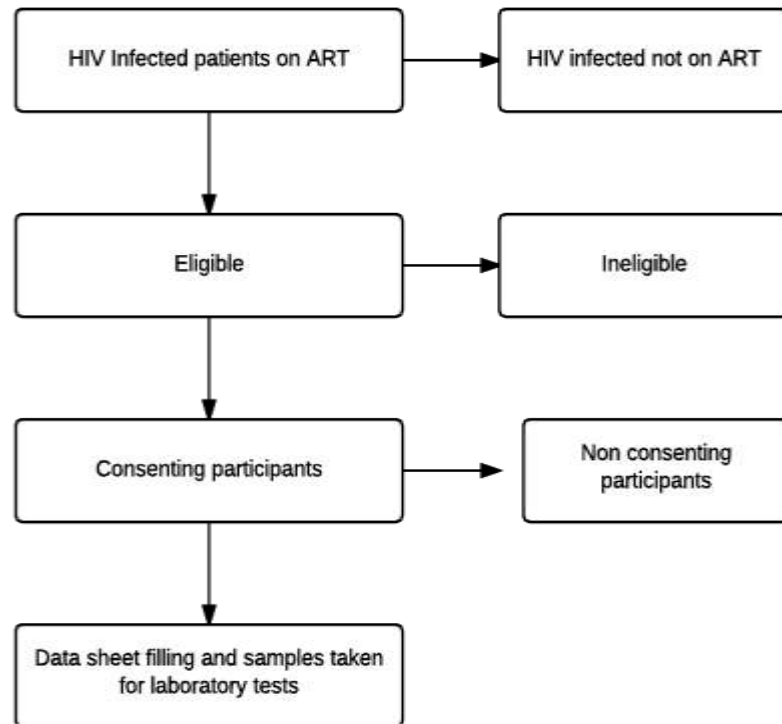 HIV Infected patients on ART
HIV infected not on ART
Eligible
Ineligible
Consenting participants
Non consenting
participants
Data sheet filling and samples taken
for laboratory tests